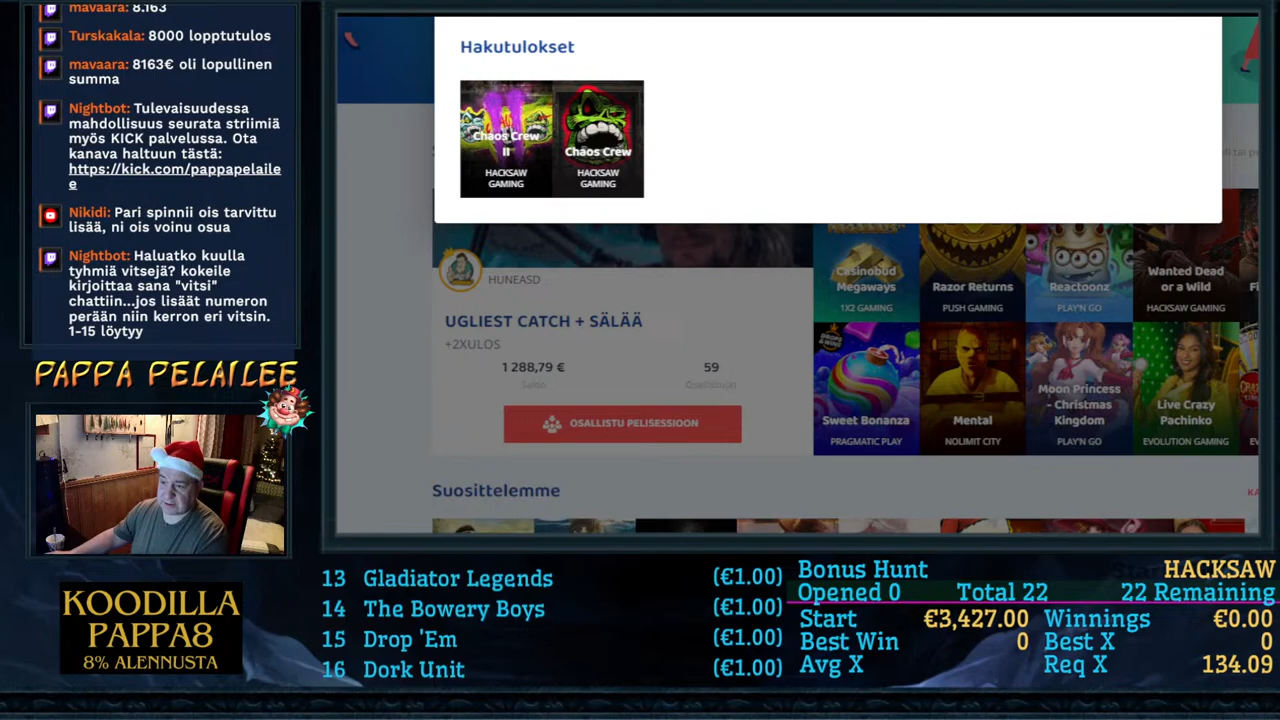 mavaara: 8.163
Turskakala: 8000 lopptutulos
mavaara: 8163€ oli lopullinen
summa
Nightbot: Tulevaisuudessa
mahdollisuus seurata striimiä
myös KICK palvelussa. Ota
kanava haltuun tästä:
https://kick.com/pappapelaile
e
Nikidi: Pari spinnii ois tarvittu
lisää, ni ois voinu osua
Nightbot: Haluatko kuulla
tyhmiä vitsejä? kokeile
kirjoittaa sana "vitsi"
chattiin...jos lisäät numeron
perään niin kerron eri vitsin.
1-15 löytyy
PAPPA PELAILEE
KOODILLA
PAPPA8
8% ALENNUSTA
Hakutulokset
Chaos Crew
II
HACKSAW
GAMING
Chaos Crew
HACKSAW
GAMING
HUNEASD
UGLIEST CATCH + SÄLÄÄ
+2XULOS
1 288,79 €
Saldo
59
Osallistujat
OSALLISTU PELISESSIOON
Casinobud
Megaways
1X2 GAMING
Razor Returns
PUSH GAMING
Reactoonz
PLAY'N GO
Wanted Dead
or a Wild
HACKSAW GAMING
DROPS
& WINS
Sweet Bonanza
PRAGMATIC PLAY
Mental
NOLIMIT CITY
Moon Princess
- Christmas
Kingdom
PLAY'N GO
Live Crazy
Pachinko
EVOLUTION GAMING
Suosittelemme
13 Gladiator Legends (€1.00)
14 The Bowery Boys (€1.00)
15 Drop 'Em (€1.00)
16 Dork Unit (€1.00)
Bonus Hunt HACKSAW
Opened 0 Total 22 22 Remaining
Start €3,427.00 Winnings €0.00
Best Win 0 Best X 0
Avg X Req X 134.09